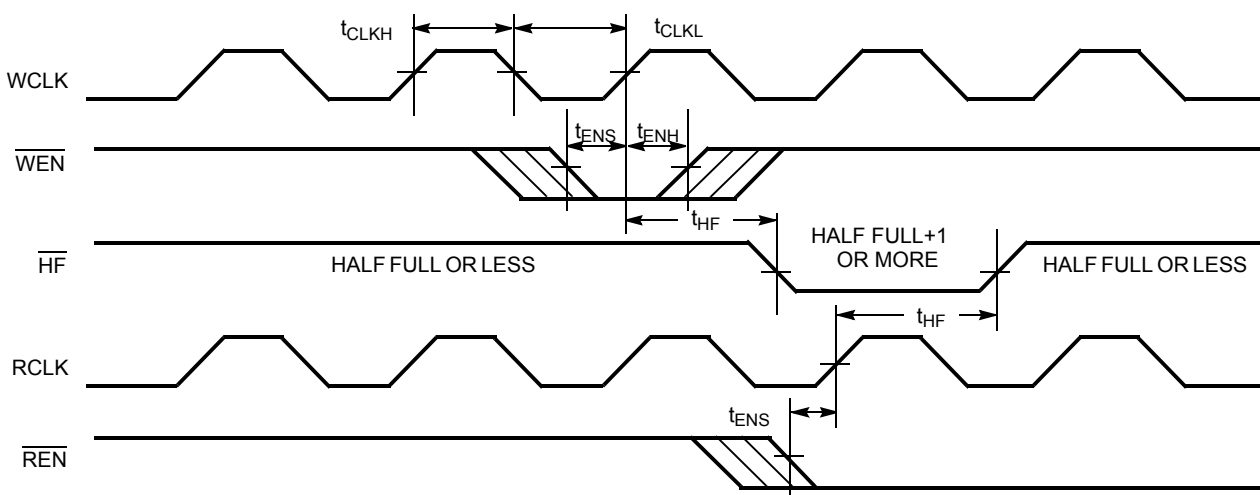 tCLKH tCLKL
WCLK
tENS tENH
WEN
tHF
HALF FULL+1
OR MORE
HF
HALF FULL OR LESS
HALF FULL OR LESS
tHF
RCLK
tENS
REN